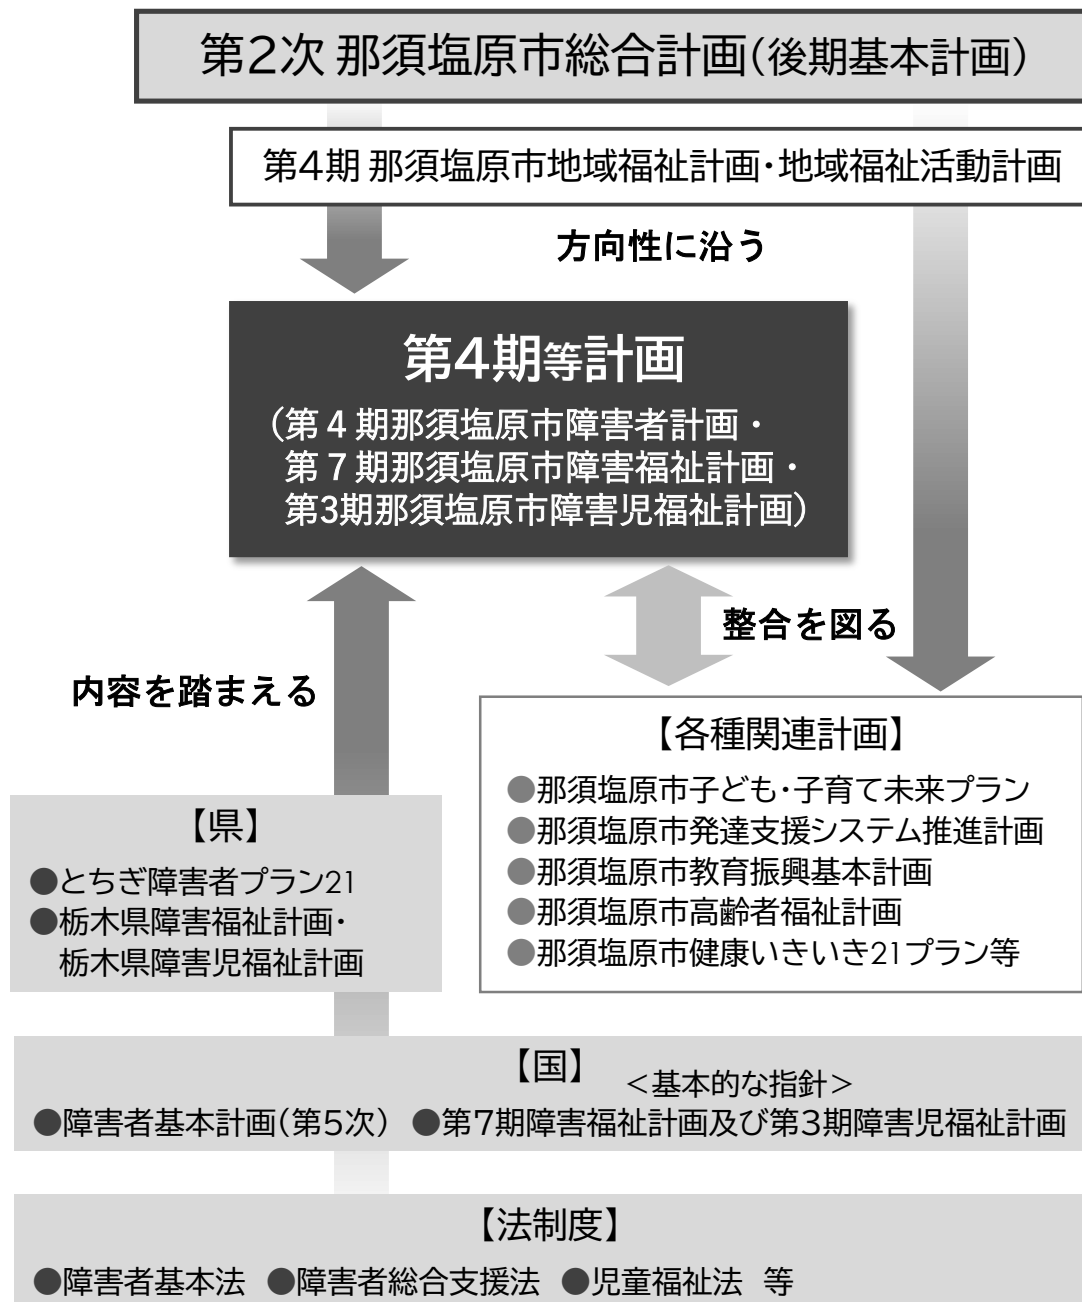 第2次 那須塩原市総合計画(後期基本計画)
第4期 那須塩原市地域福祉計画・地域福祉活動計画
方向性に沿う
第4期等計画
(第4期那須塩原市障害者計画・
第7期那須塩原市障害福祉計画・
第3期那須塩原市障害児福祉計画)
整合を図る
内容を踏まえる
【各種関連計画】
●那須塩原市子ども・子育て未来プラン
●那須塩原市発達支援システム推進計画
●那須塩原市教育振興基本計画
●那須塩原市高齢者福祉計画
●那須塩原市健康いきいき21プラン等
【県】
●とちぎ障害者プラン21
●栃木県障害福祉計画・
栃木県障害児福祉計画
【国】
<基本的な指針>
●障害者基本計画(第5次) ●第7期障害福祉計画及び第3期障害児福祉計画
【法制度】
●障害者基本法 ●障害者総合支援法 ●児童福祉法 等